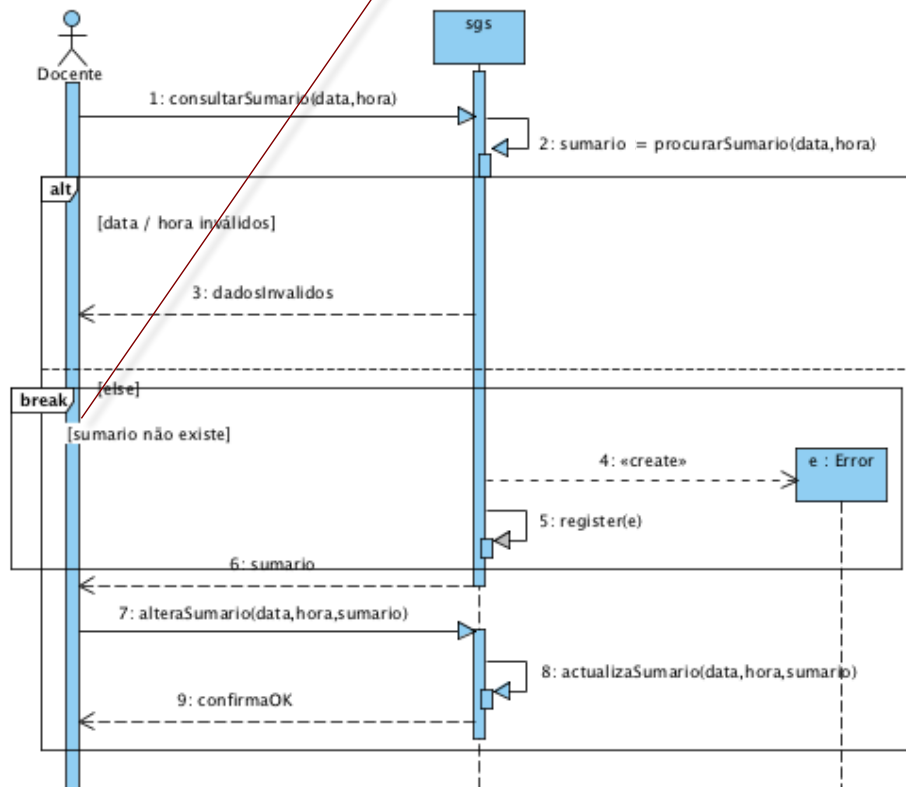 sgs
Docente
1: consultarSumario(data,hora)
2: sumario = procurarSumario(data,hora)
alt
[data / hora inválidos]
3: dadosInvalidos
[else]
break
[sumario não existe]
4: «create»
e : Error
5: register(e)
6: sumario
7: alteraSumario(data,hora,sumario)
8: actualizaSumario(data,hora,sumario)
9: confirmaOK